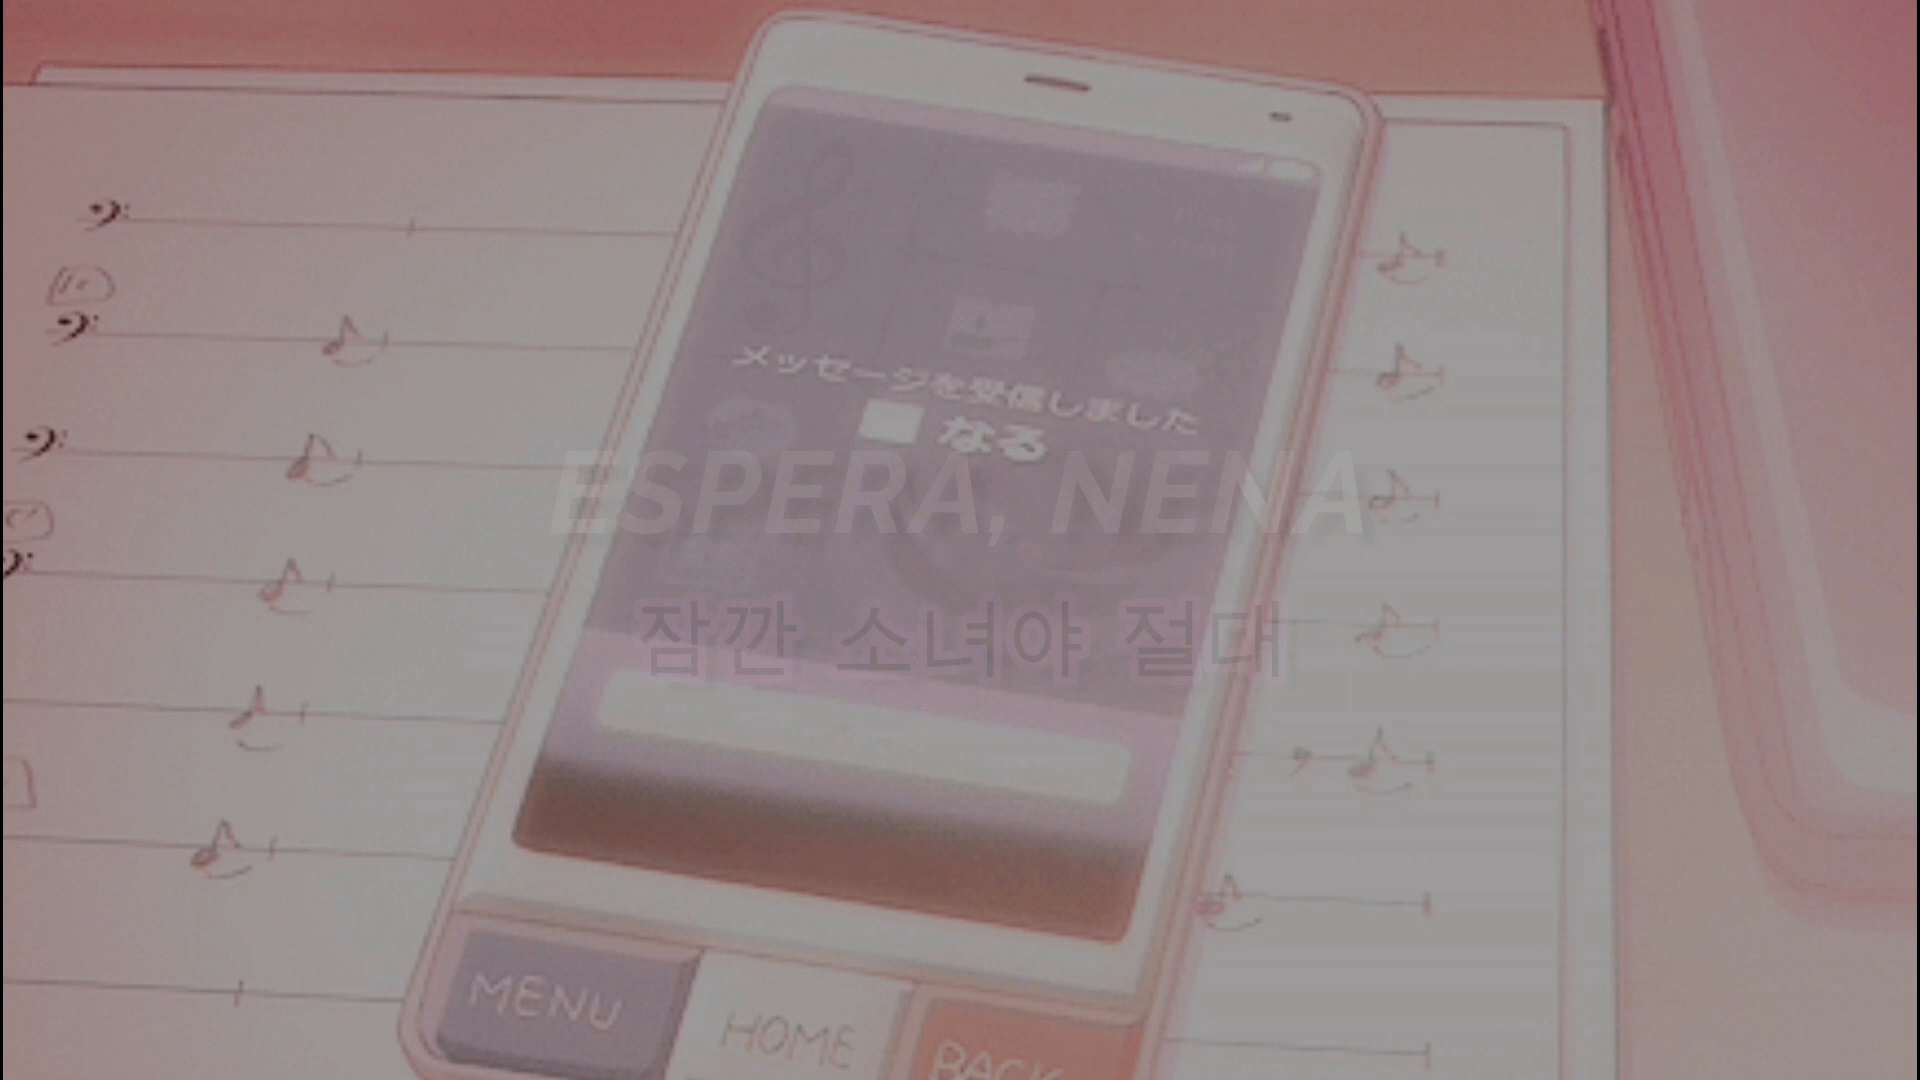 メッセージを受信しました
なる
ESPERA, NENA
잠깐 소녀야 절대
MENU
HOME
BACK